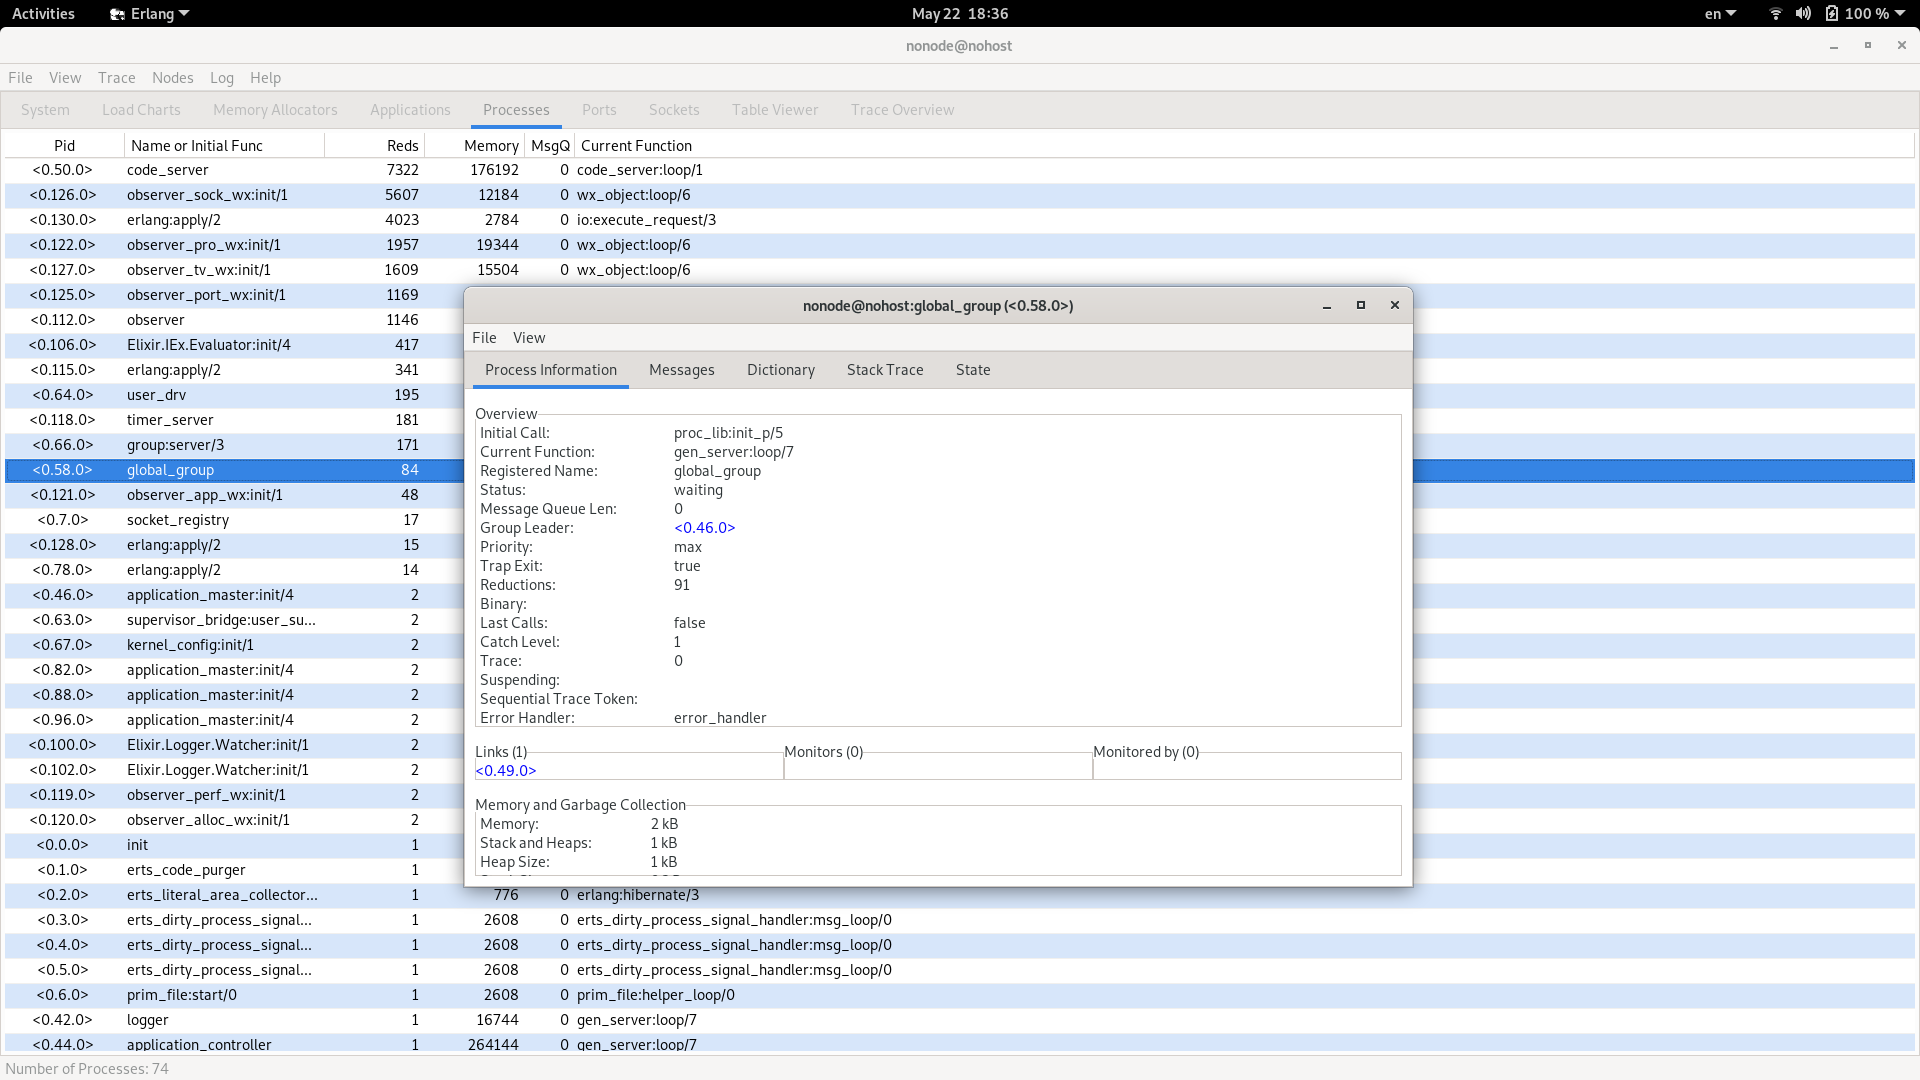 Activities Erlang May 22 18:36 en 100 %
nonode@nohost
File View Trace Nodes Log Help
System Load Charts Memory Allocators Applications Processes Ports Sockets Table Viewer Trace Overview
Pid Name or Initial Func Reds Memory MsgQ Current Function
<0.50.0> code_server 7322 176192 0 code_server:loop/1
<0.126.0> observer_sock_wx:init/1 5607 12184 0 wx_object:loop/6
<0.130.0> erlang:apply/2 4023 2784 0 io:execute_request/3
<0.122.0> observer_pro_wx:init/1 1957 19344 0 wx_object:loop/6
<0.127.0> observer_tv_wx:init/1 1609 15504 0 wx_object:loop/6
<0.125.0> observer_port_wx:init/1 1169
<0.112.0> observer 1146
<0.106.0> Elixir.IEx.Evaluator:init/4 417
<0.115.0> erlang:apply/2 341
<0.64.0> user_drv 195
<0.118.0> timer_server 181
<0.66.0> group:server/3 171
<0.58.0> global_group 84
<0.121.0> observer_app_wx:init/1 48
<0.7.0> socket_registry 17
<0.128.0> erlang:apply/2 15
<0.78.0> erlang:apply/2 14
<0.46.0> application_master:init/4 2
<0.63.0> supervisor_bridge:user_su... 2
<0.67.0> kernel_config:init/1 2
<0.82.0> application_master:init/4 2
<0.88.0> application_master:init/4 2
<0.96.0> application_master:init/4 2
<0.100.0> Elixir.Logger.Watcher:init/1 2
<0.102.0> Elixir.Logger.Watcher:init/1 2
<0.119.0> observer_perf_wx:init/1 2
<0.120.0> observer_alloc_wx:init/1 2
<0.0.0> init 1
<0.1.0> erts_code_purger 1
<0.2.0> erts_literal_area_collector... 1 776 0 erlang:hibernate/3
<0.3.0> erts_dirty_process_signal... 1 2608 0 erts_dirty_process_signal_handler:msg_loop/0
<0.4.0> erts_dirty_process_signal... 1 2608 0 erts_dirty_process_signal_handler:msg_loop/0
<0.5.0> erts_dirty_process_signal... 1 2608 0 erts_dirty_process_signal_handler:msg_loop/0
<0.6.0> prim_file:start/0 1 2608 0 prim_file:helper_loop/0
<0.42.0> logger 1 16744 0 gen_server:loop/7
<0.44.0> application_controller 1 264144 0 gen_server:loop/7
Number of Processes: 74
nonode@nohost:global_group (<0.58.0>)
File View
Process Information Messages Dictionary Stack Trace State
Overview
Initial Call: proc_lib:init_p/5
Current Function: gen_server:loop/7
Registered Name: global_group
Status: waiting
Message Queue Len: 0
Group Leader: <0.46.0>
Priority: max
Trap Exit: true
Reductions: 91
Binary:
Last Calls: false
Catch Level: 1
Trace: 0
Suspending:
Sequential Trace Token:
Error Handler: error_handler
Links (1) Monitors (0) Monitored by (0)
<0.49.0>
Memory and Garbage Collection
Memory: 2 kB
Stack and Heaps: 1 kB
Heap Size: 1 kB